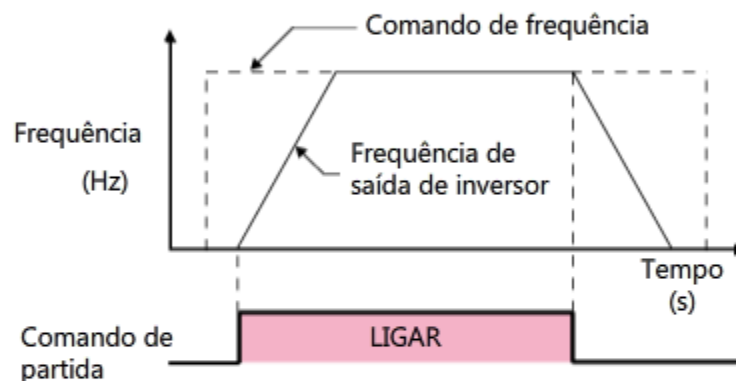 Comando de frequência
Frequência
(Hz)
Frequência de
saída de inversor
Tempo
(s)
Comando de
partida
LIGAR